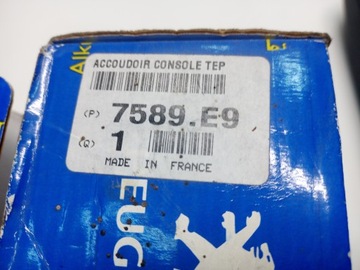 ACCOUDOIR CONSOLE TEP
(P) 7589.E9
(Q) 1
MADE IN FRANCE
EUG